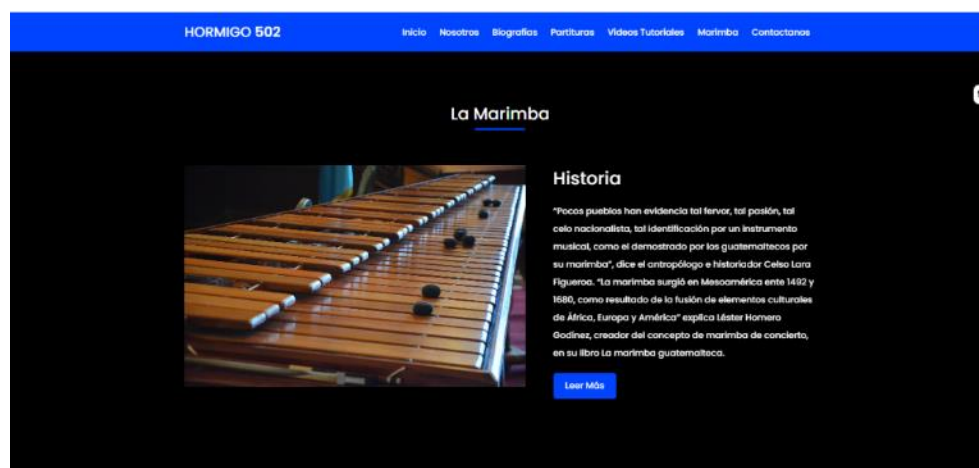 HORMIGO 502
Inicio Nosotros Biografias Partituras Videos Tutoriales Marimba Contactanos
La Marimba
Historia
“Pocos pueblos han evidencia tal fervor, tal pasión, tal
celo nacionalista, tal identificación por un instrumento
musical, como el demostrado por los guatemaltecos por
su marimba”, dice el antropólogo e historiador Celso Lara
Figueroa. “La marimba surgió en Mesoamérica ente 1492 y
1680, como resultado de la fusión de elementos culturales
de África, Europa y América” explica Léster Homero
Godínez, creador del concepto de marimba de concierto,
en su libro La marimba guatemalteca.
Leer Más